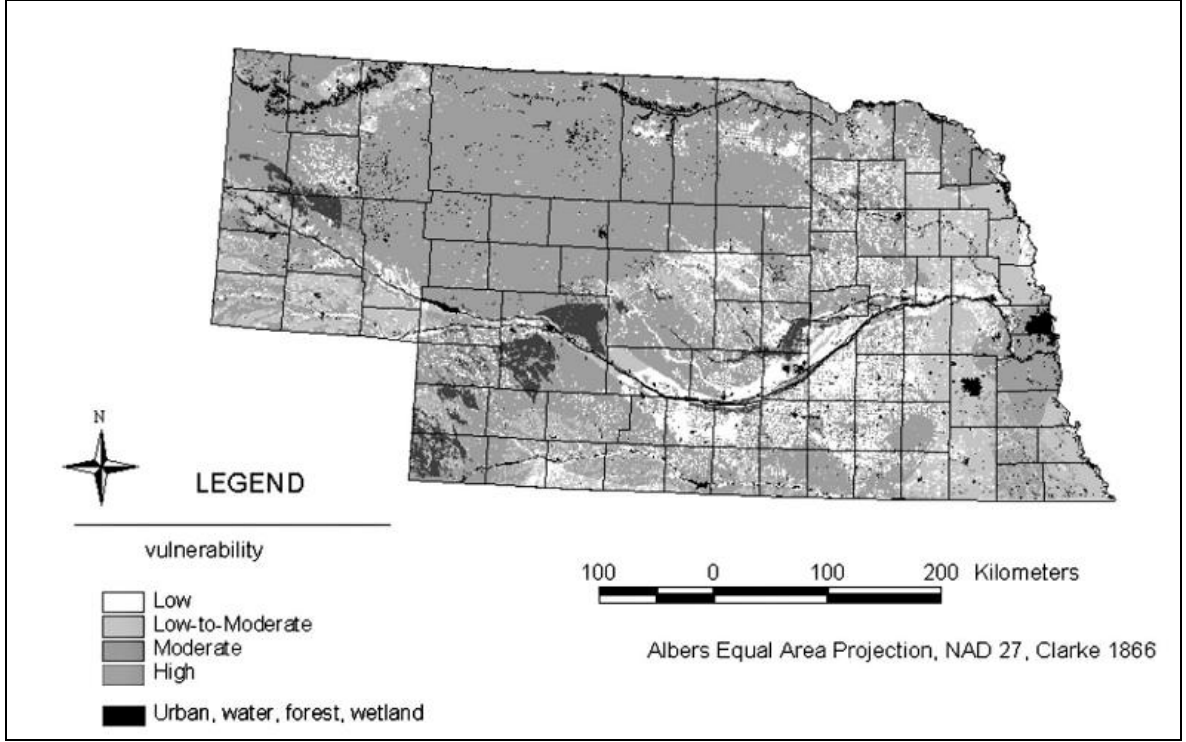 N
LEGEND
vulnerability
Low
Low-to-Moderate
Moderate
High
Urban, water, forest, wetland
100 0 100 200 Kilometers
Albers Equal Area Projection, NAD 27, Clarke 1866